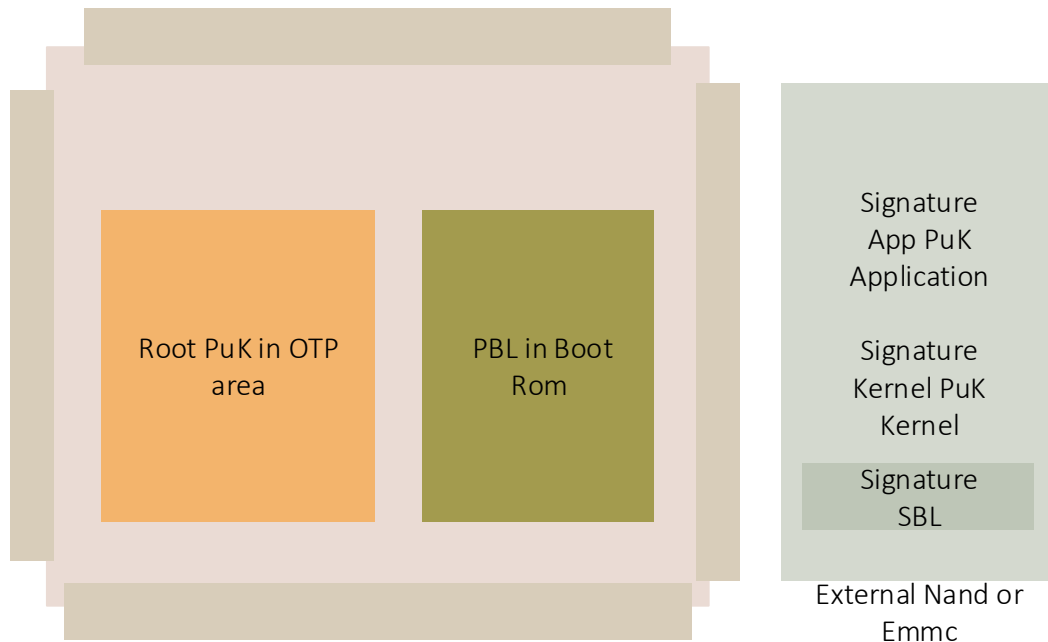 Root PuK in OTP
area
PBL in Boot
Rom
Signature
App PuK
Application
Signature
Kernel PuK
Kernel
Signature
SBL
External Nand or
Emmc